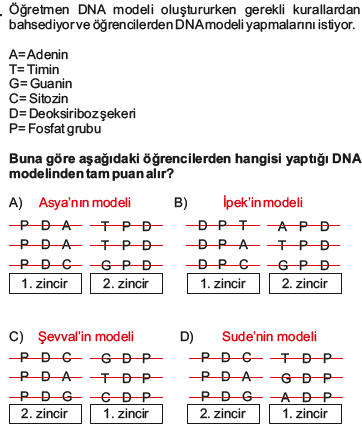 . Öğretmen DNA modeli oluştururken gerekli kurallardan
bahsediyor ve öğrencilerden DNA modeli yapmalarını istiyor.
A= Adenin
T= Timin
G= Guanin
C= Sitozin
D= Deoksiriboz şekeri
P= Fosfat grubu
Buna göre aşağıdaki öğrencilerden hangisi yaptığı DNA
modelinden tam puan alır?
A) Asya'nın modeli
P D A T P D
P D A T P D
P D C G P D
1. zincir 2. zincir
B) İpek'in modeli
D P T A P D
D P A T P D
D P C G P D
1. zincir 2. zincir
C) Şevval'in modeli
P D C G D P
P D A T D P
P D G C D P
2. zincir 1. zincir
D) Sude'nin modeli
P D C T D P
P D A G D P
P D G A D P
2. zincir 1. zincir